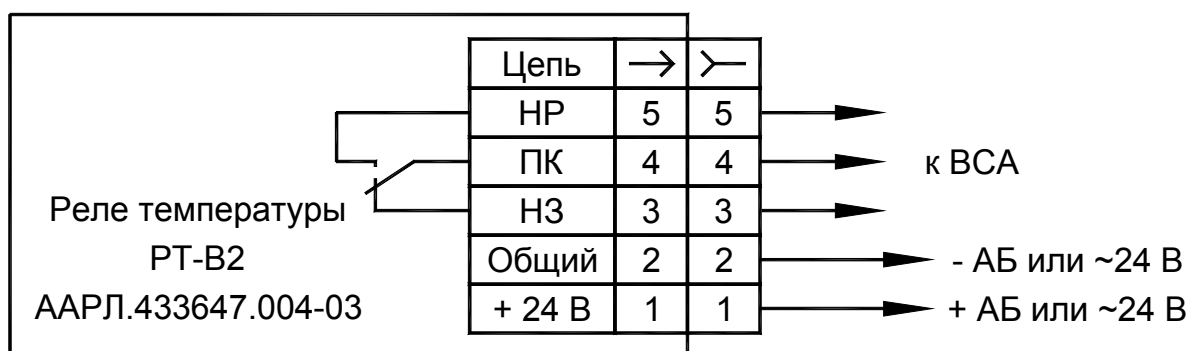 Цепь
НР 5 5
ПК 4 4 к ВСА
НЗ 3 3
Реле температуры
РТ-В2
ААРЛ.433647.004-03
Общий 2 2 - АБ или ~24 В
+ 24 В 1 1 + АБ или ~24 В